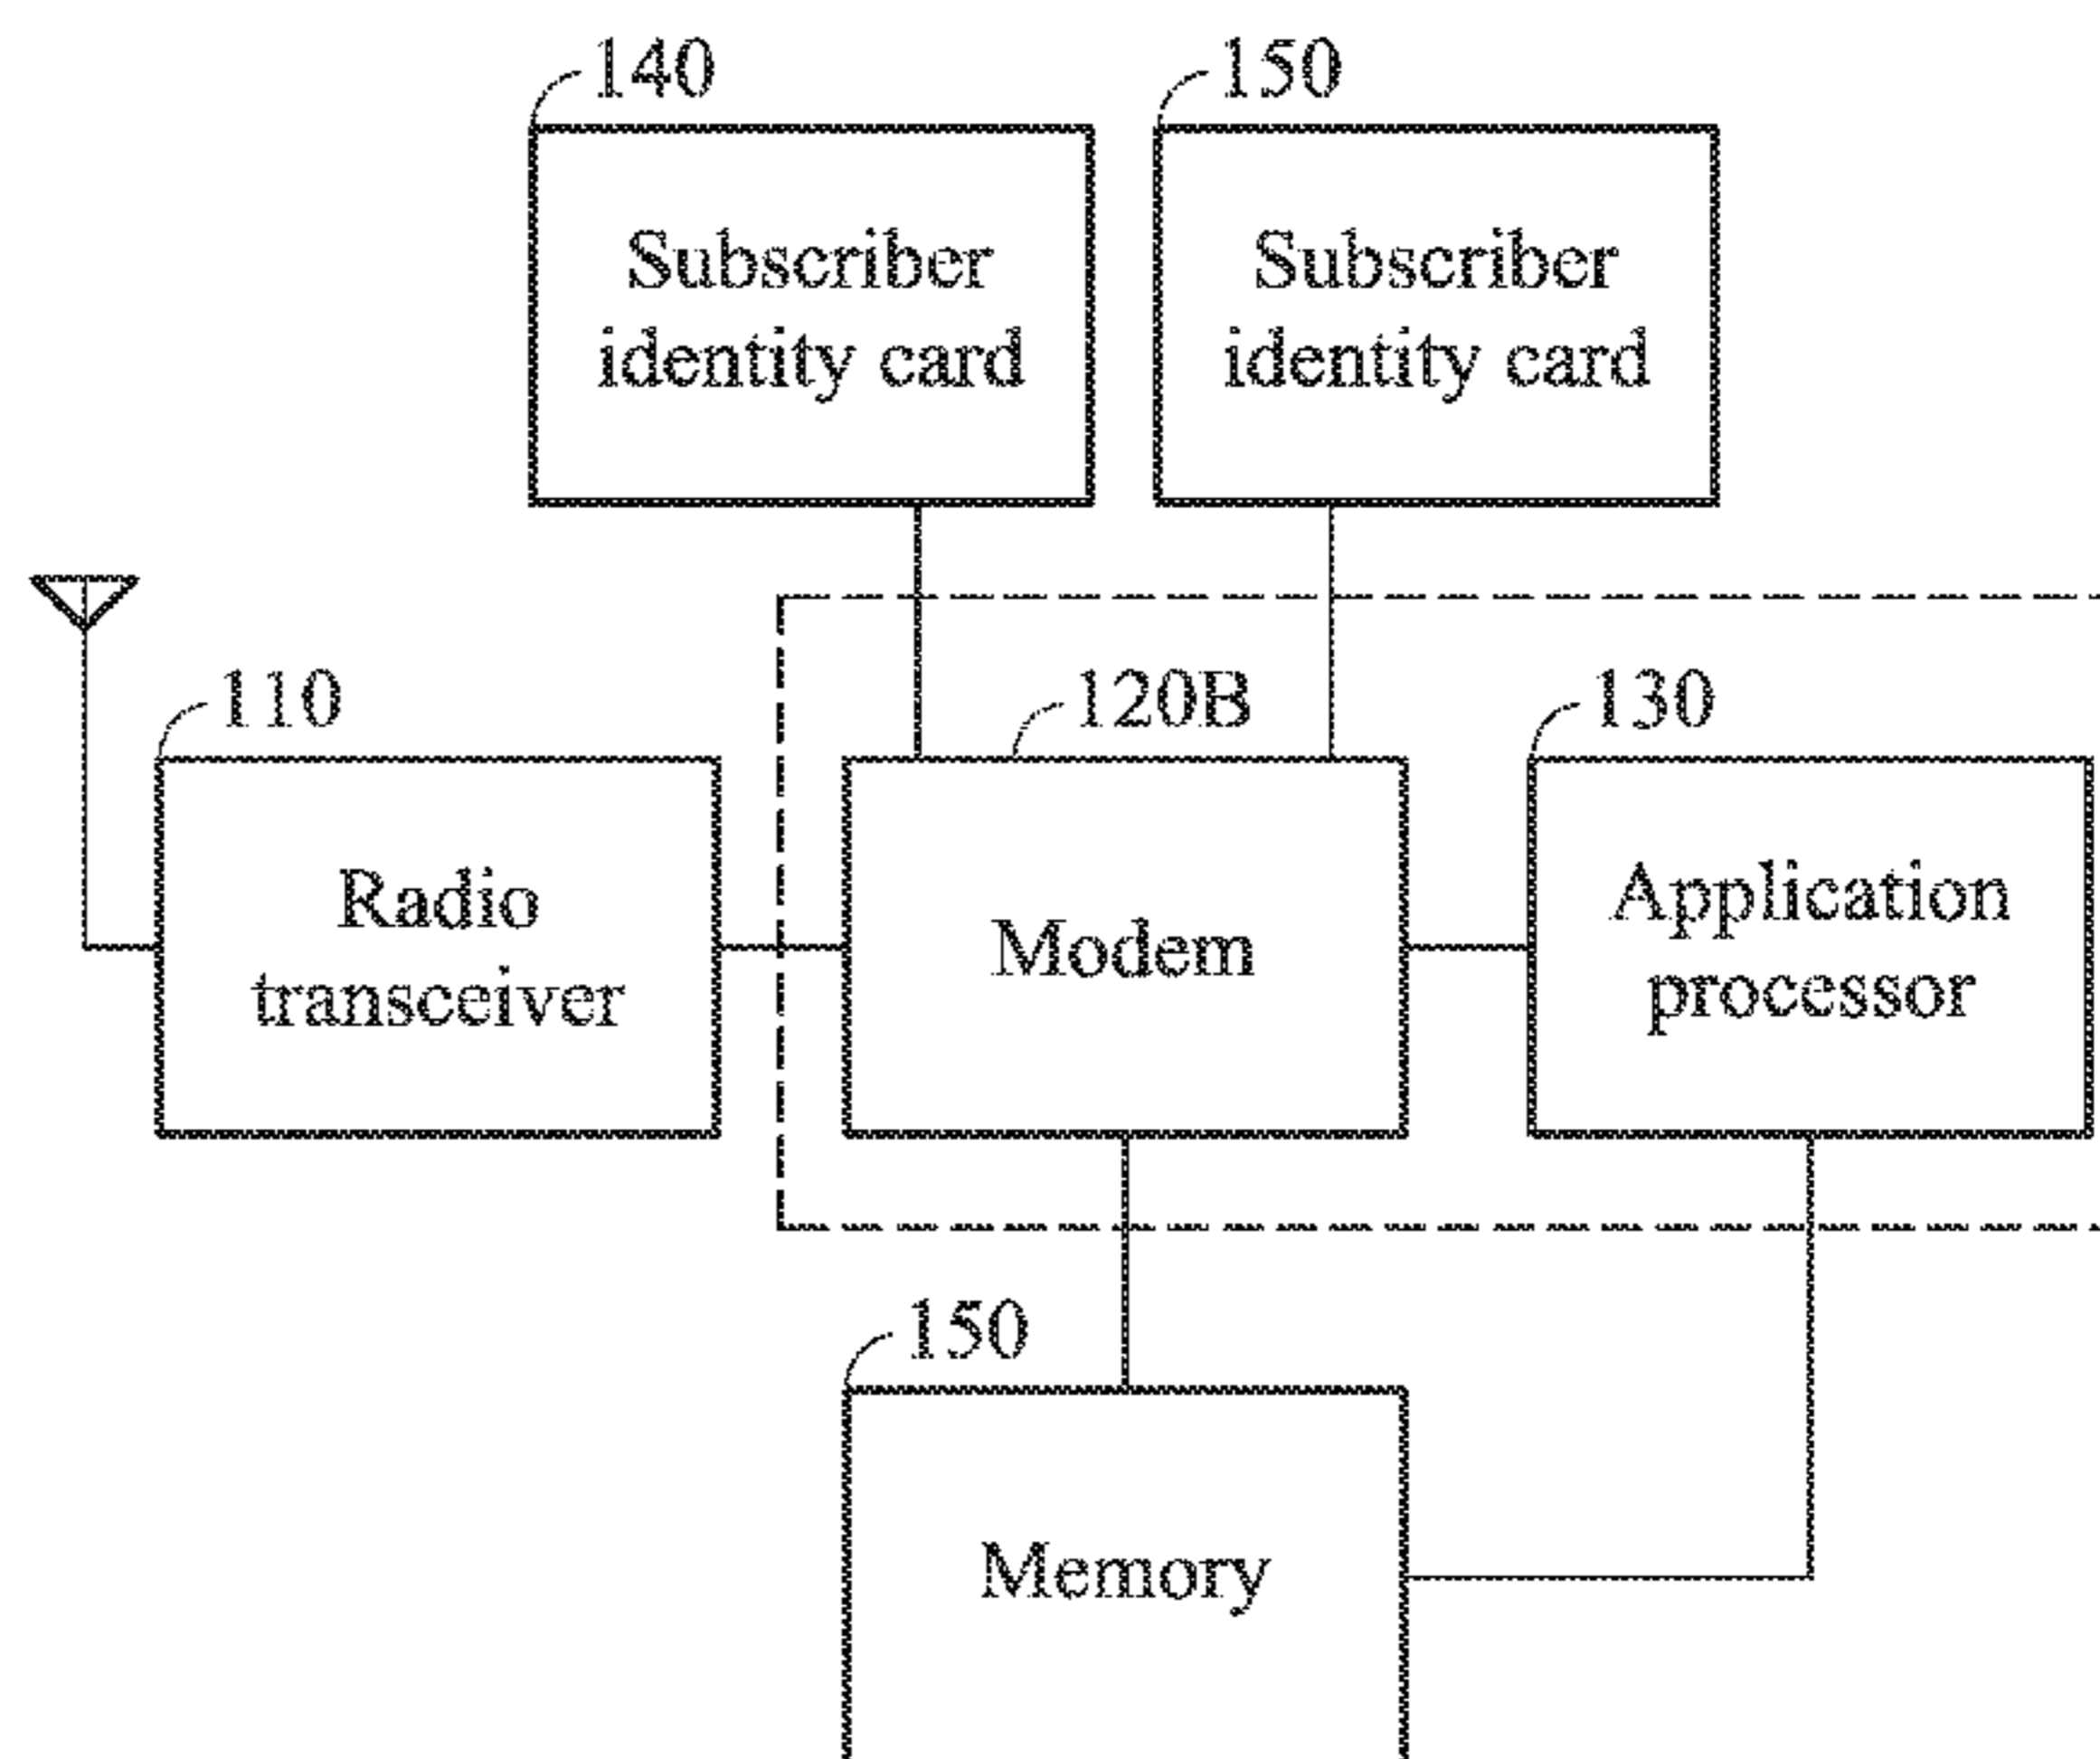 140
150
Subscriber
identity card
Subscriber
identity card
110
120B
130
Radio
transceiver
Modem
Application
processor
150
Memory